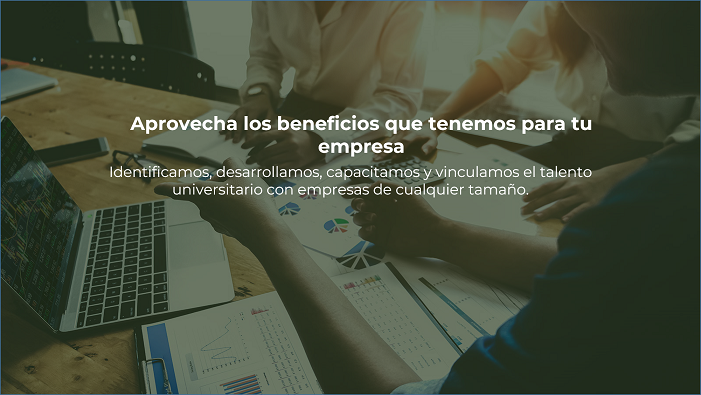 Aprovecha los beneficios que tenemos para tu
empresa
Identificamos, desarrollamos, capacitamos y vinculamos el talento
universitario con empresas de cualquier tamaño.